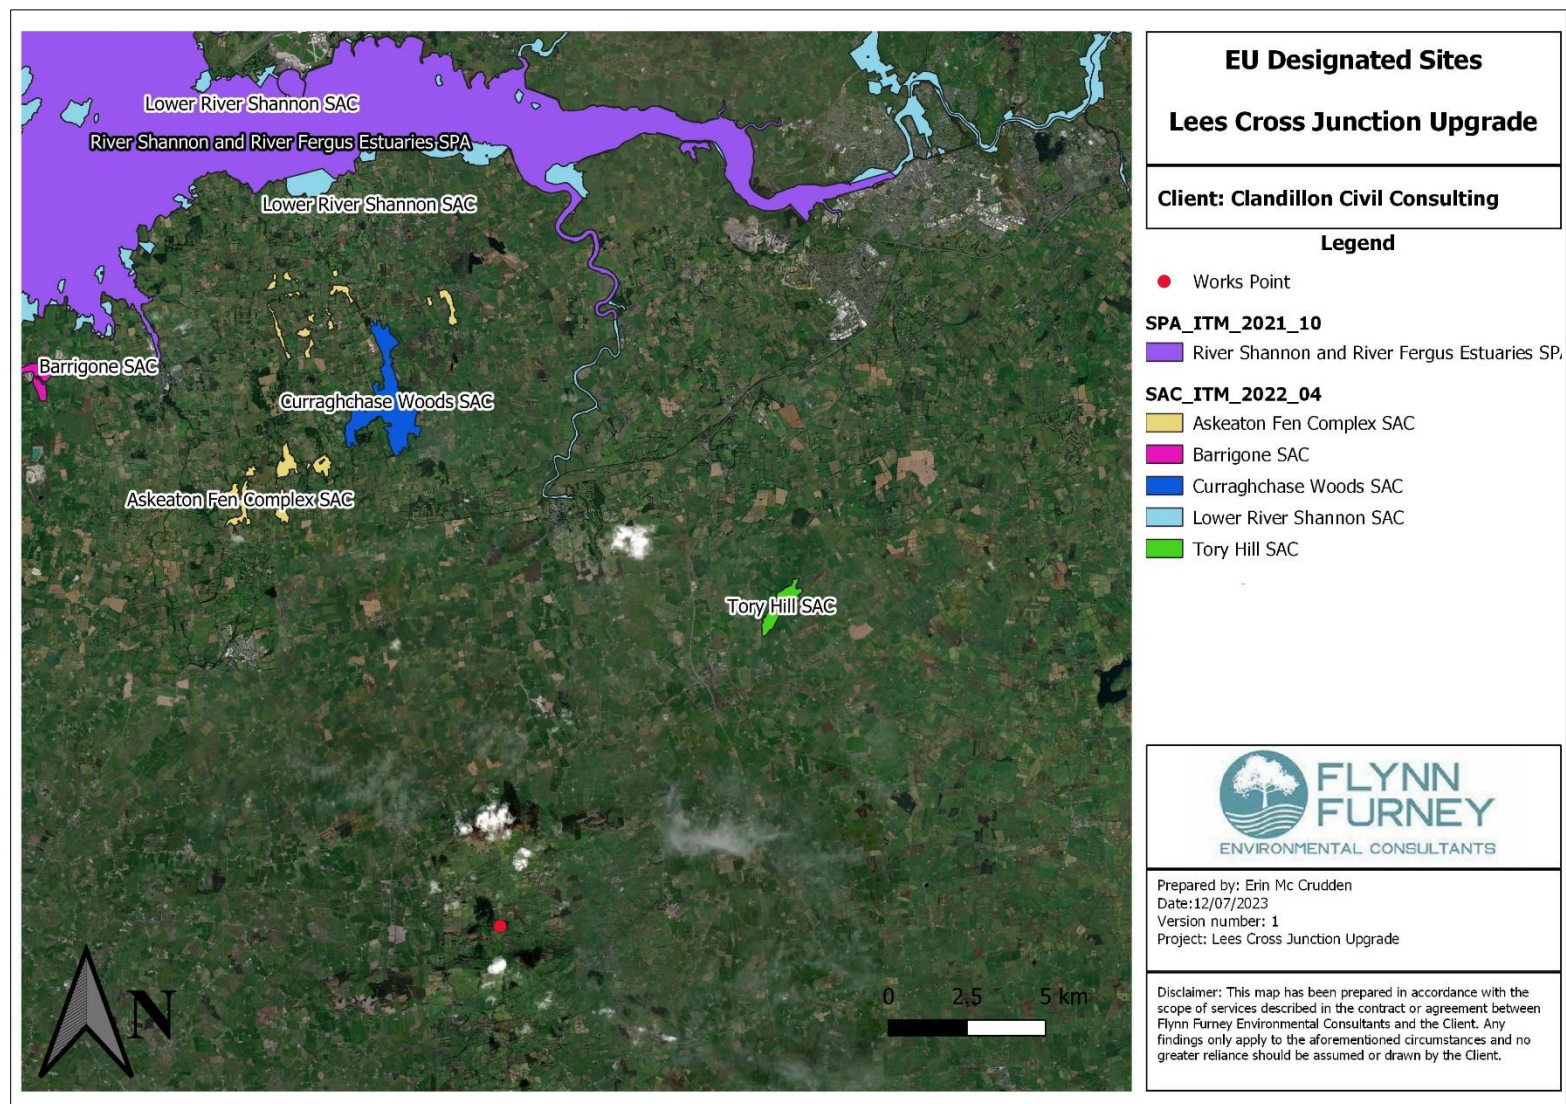 Lower River Shannon SAC
River Shannon and River Fergus Estuaries SPA
Lower River Shannon SAC
Barrigone SAC
Curraghchase Woods SAC
Askeaton Fen Complex SAC
Tory Hill SAC
N
0 2.5 5 km
EU Designated Sites
Lees Cross Junction Upgrade
Client: Clandillon Civil Consulting
Legend
Works Point
SPA_ITM_2021_10
River Shannon and River Fergus Estuaries SPA
SAC_ITM_2022_04
Askeaton Fen Complex SAC
Barrigone SAC
Curraghchase Woods SAC
Lower River Shannon SAC
Tory Hill SAC
FLYNN
FURNEY
ENVIRONMENTAL CONSULTANTS
Prepared by: Erin Mc Crudden
Date:12/07/2023
Version number: 1
Project: Lees Cross Junction Upgrade
Disclaimer: This map has been prepared in accordance with the
scope of services described in the contract or agreement between
Flynn Furney Environmental Consultants and the Client. Any
findings only apply to the aforementioned circumstances and no
greater reliance should be assumed or drawn by the Client.